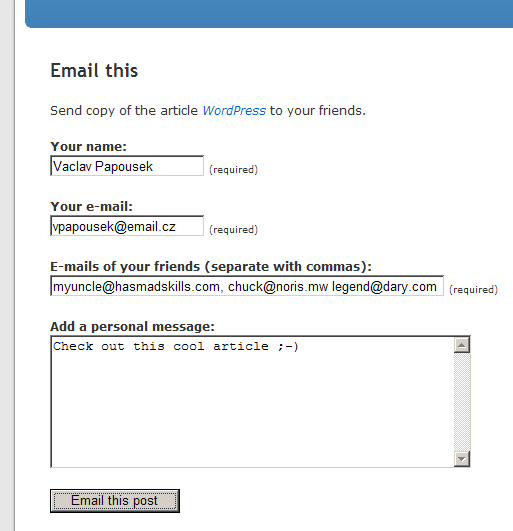 Email this
Send copy of the article WordPress to your friends.
Your name:
Vaclav Papousek (required)
Your e-mail:
vpapousek@email.cz (required)
E-mails of your friends (separate with commas):
myuncle@hasmadskills.com, chuck@noris.mw legend@dary.com (required)
Add a personal message:
Check out this cool article ;-)
Email this post